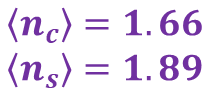 ⟨n_c⟩ = 1.66
⟨n_s⟩ = 1.89